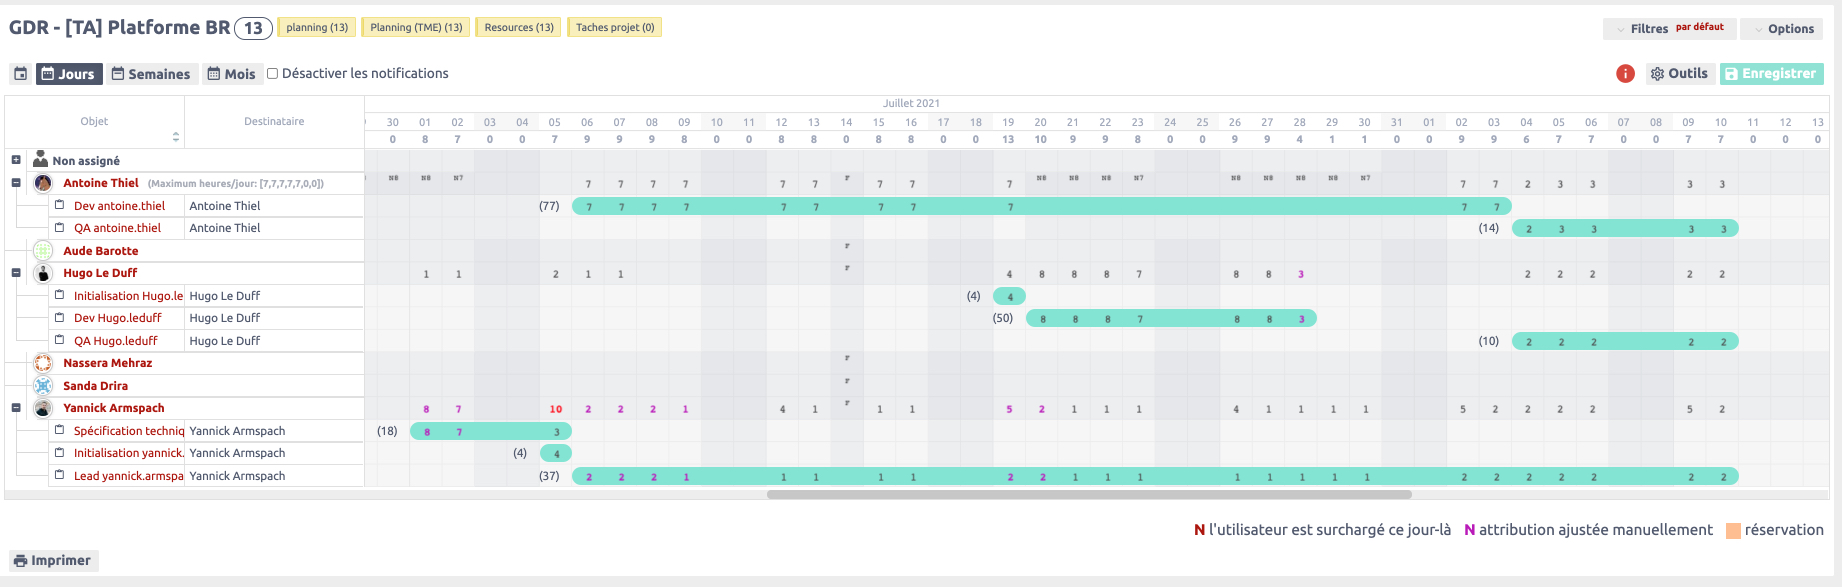 GDR - [TA] Platforme BR 13 planning (13) Planning (TME) (13) Resources (13) Taches projet (0) Filtres par défaut Options
Jours Semaines Mois Désactiver les notifications Outils Enregistrer
Juillet 2021
Objet Destinataire
30 01 02 03 04 05 06 07 08 09 10 11 12 13 14 15 16 17 18 19 20 21 22 23 24 25 26 27 28 29 30 31 01 02 03 04 05 06 07 08 09 10 11 12 13
0 8 7 0 0 7 9 9 9 8 0 0 8 8 0 8 8 0 0 13 10 9 9 8 0 0 9 9 4 1 1 0 0 9 9 6 7 7 0 0 7 7 0 0 0
Non assigné
Antoine Thiel (Maximum heures/jour: [7,7,7,7,7,0,0]) N8 N8 N7 7 7 7 7 7 7 F 7 7 7 N8 N8 N8 N7 N8 N8 N8 N8 N7 7 7 2 3 3 3 3
Dev antoine.thiel Antoine Thiel (77) 7 7 7 7 7 7 7 7 7 7 7
QA antoine.thiel Antoine Thiel (14) 2 3 3 3 3
Aude Barotte F
Hugo Le Duff 1 1 2 1 1 F 4 8 8 8 7 8 8 3 2 2 2 2 2
Initialisation Hugo.le Hugo Le Duff (4) 4
Dev Hugo.leduff Hugo Le Duff (50) 8 8 8 7 8 8 3
QA Hugo.leduff Hugo Le Duff (10) 2 2 2 2 2
Nassera Mehraz F
Sanda Drira F
Yannick Armspach 8 7 10 2 2 2 1 4 1 F 1 1 5 2 1 1 1 4 1 1 1 1 5 2 2 2 2 5 2
Spécification techniq Yannick Armspach (18) 8 7 3
Initialisation yannick. Yannick Armspach (4) 4
Lead yannick.armspa Yannick Armspach (37) 2 2 2 1 1 1 1 1 2 2 1 1 1 1 1 1 1 1 2 2 2 2 2 2 2
N l'utilisateur est surchargé ce jour-là N attribution ajustée manuellement réservation
Imprimer